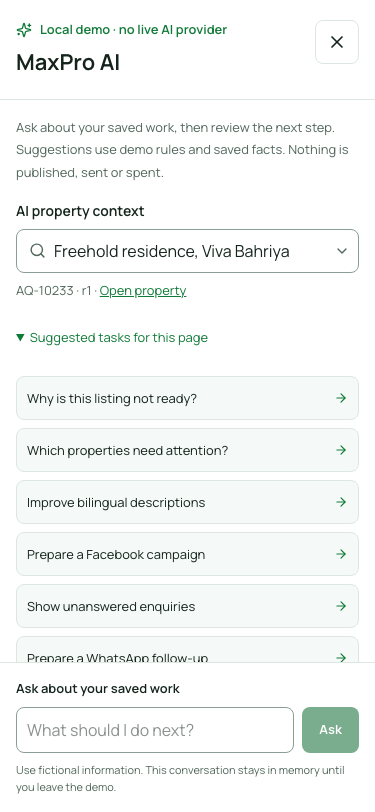 Local demo · no live AI provider
MaxPro AI
Ask about your saved work, then review the next step.
Suggestions use demo rules and saved facts. Nothing is
published, sent or spent.
AI property context
Freehold residence, Viva Bahriya
AQ-10233 · r1 · Open property
▼ Suggested tasks for this page
Why is this listing not ready?
Which properties need attention?
Improve bilingual descriptions
Prepare a Facebook campaign
Show unanswered enquiries
Prepare a WhatsApp follow-up
Ask about your saved work
What should I do next?
Ask
Use fictional information. This conversation stays in memory until
you leave the demo.